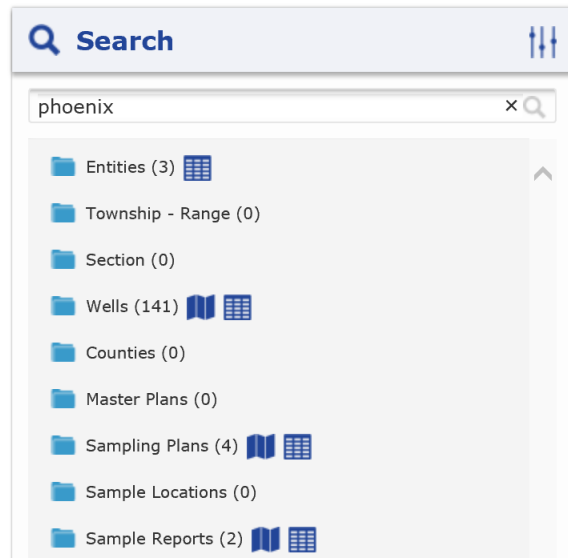 Search
phoenix ×
Entities (3)
Township - Range (0)
Section (0)
Wells (141)
Counties (0)
Master Plans (0)
Sampling Plans (4)
Sample Locations (0)
Sample Reports (2)